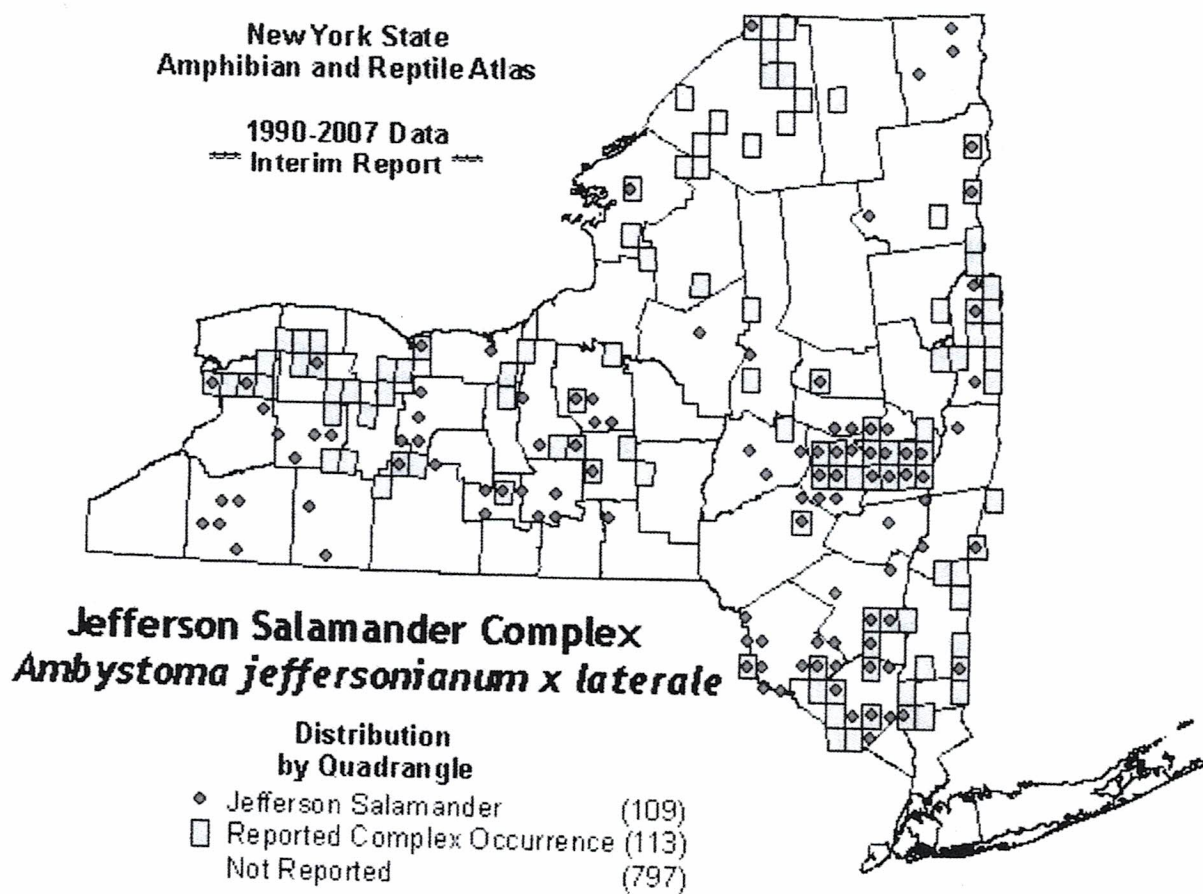 New York State
Amphibian and Reptile Atlas
1990-2007 Data
*** Interim Report ***
Jefferson Salamander Complex
Ambystoma jeffersonianum x laterale
Distribution
by Quadrangle
Jefferson Salamander (109)
Reported Complex Occurrence (113)
Not Reported (797)